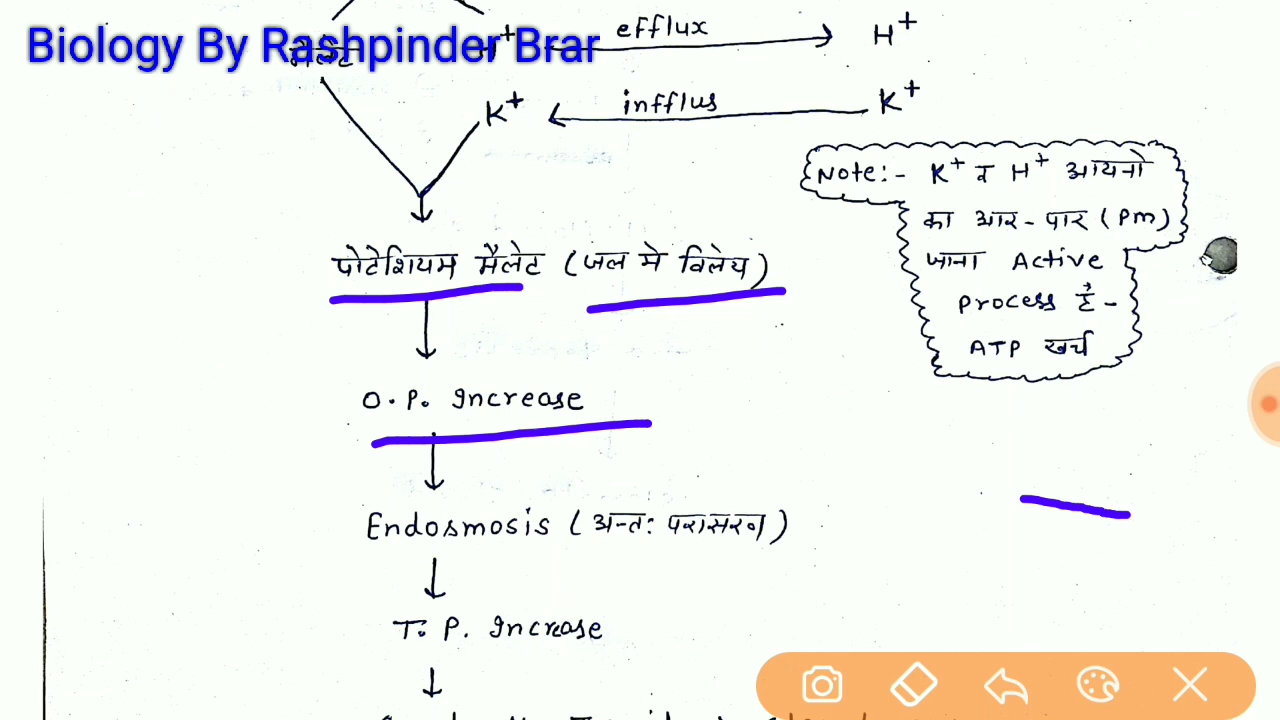 efflux H+
Biology By Rashpinder Brar
K+ infflus K+
Note:- K+ व H+ आयनो
का आर-पार (PM)
जाना Active
process है-
ATP खर्च
पोटेशियम मैलेट (जल मे विलेय)
O.P. Increase
Endosmosis (अन्त: परासरण)
T.P. Increase